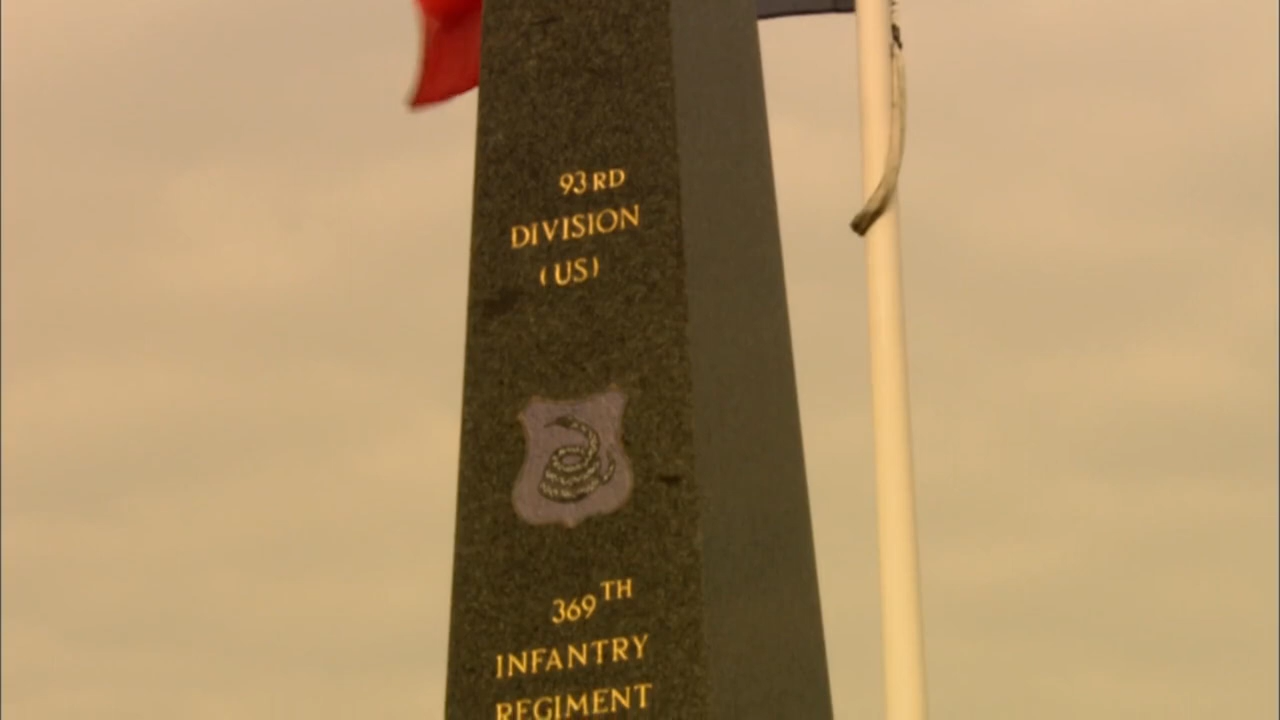 93RD
DIVISION
(US)
369TH
INFANTRY
REGIMENT